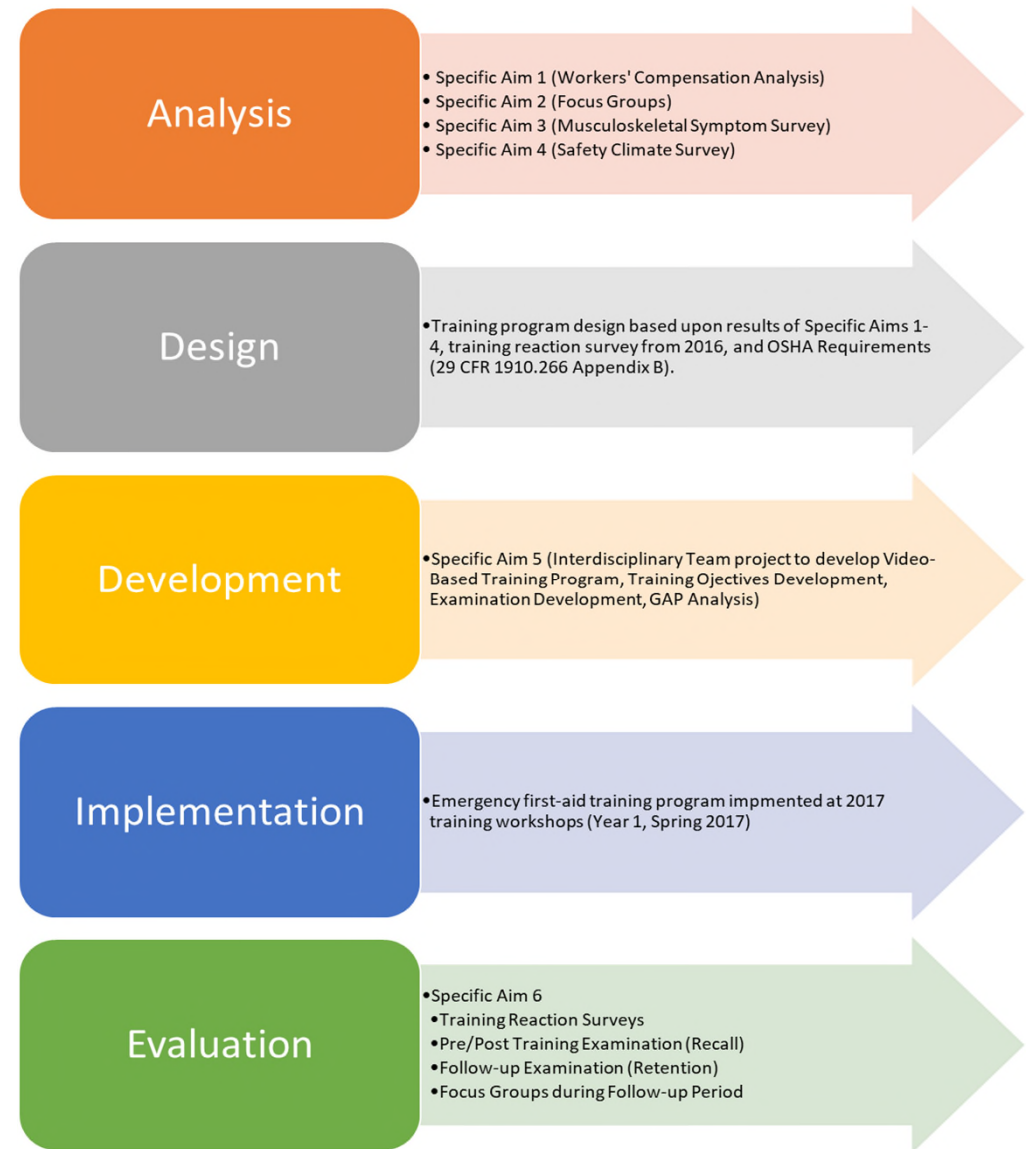 Analysis
• Specific Aim 1 (Workers' Compensation Analysis)
• Specific Aim 2 (Focus Groups)
• Specific Aim 3 (Musculoskeletal Symptom Survey)
• Specific Aim 4 (Safety Climate Survey)
Design
•Training program design based upon results of Specific Aims 1-
4, training reaction survey from 2016, and OSHA Requirements
(29 CFR 1910.266 Appendix B).
Development
•Specific Aim 5 (Interdisciplinary Team project to develop Video-
Based Training Program, Training Ojectives Development,
Examination Development, GAP Analysis)
Implementation
•Emergency first-aid training program impmented at 2017
training workshops (Year 1, Spring 2017)
Evaluation
•Specific Aim 6
•Training Reaction Surveys
•Pre/Post Training Examination (Recall)
•Follow-up Examination (Retention)
•Focus Groups during Follow-up Period